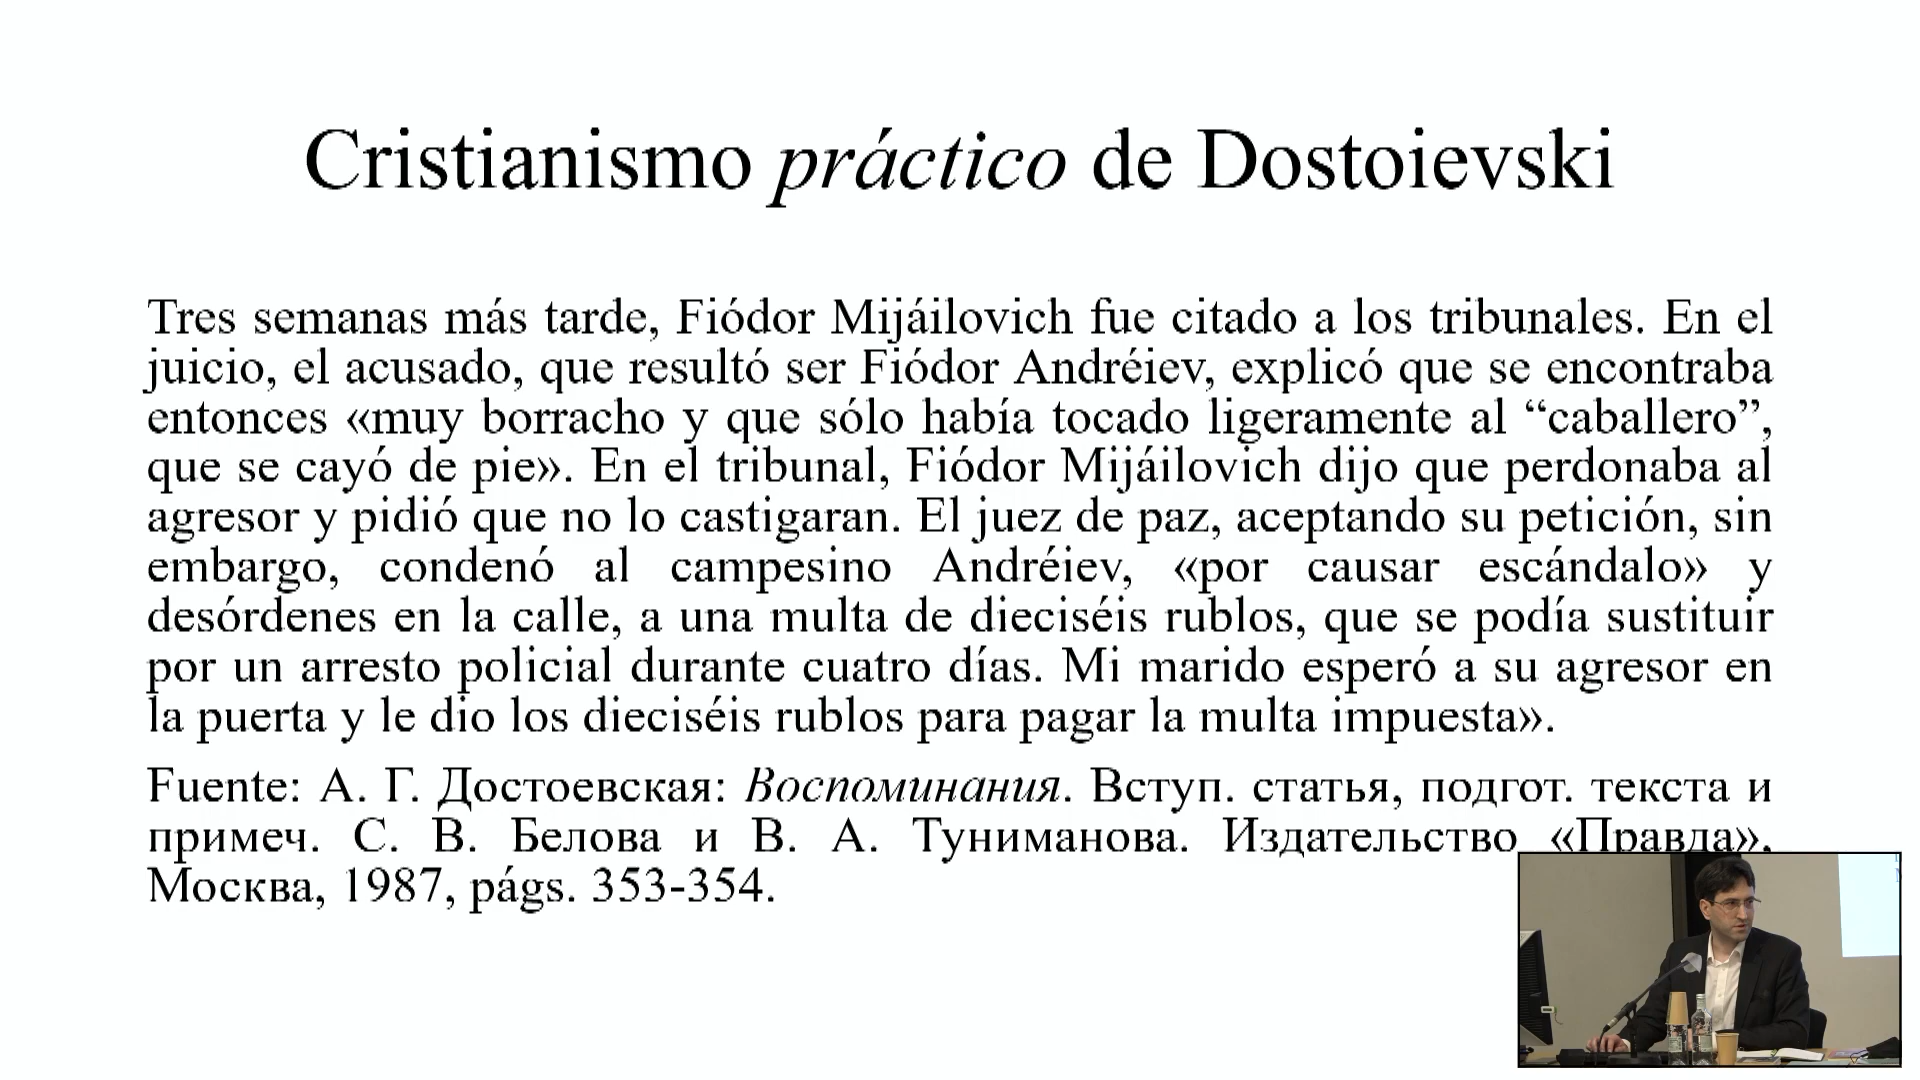 Cristianismo práctico de Dostoievski
Tres semanas más tarde, Fiódor Mijáilovich fue citado a los tribunales. En el
juicio, el acusado, que resultó ser Fiódor Andréiev, explicó que se encontraba
entonces «muy borracho y que sólo había tocado ligeramente al “caballero”,
que se cayó de pie». En el tribunal, Fiódor Mijáilovich dijo que perdonaba al
agresor y pidió que no lo castigaran. El juez de paz, aceptando su petición, sin
embargo, condenó al campesino Andréiev, «por causar escándalo» y
desórdenes en la calle, a una multa de dieciséis rublos, que se podía sustituir
por un arresto policial durante cuatro días. Mi marido esperó a su agresor en
la puerta y le dio los dieciséis rublos para pagar la multa impuesta».
Fuente: А. Г. Достоевская: Воспоминания. Вступ. статья, подгот. текста и
примеч. С. В. Белова и В. А. Туниманова. Издательство «Правда»,
Москва, 1987, págs. 353-354.